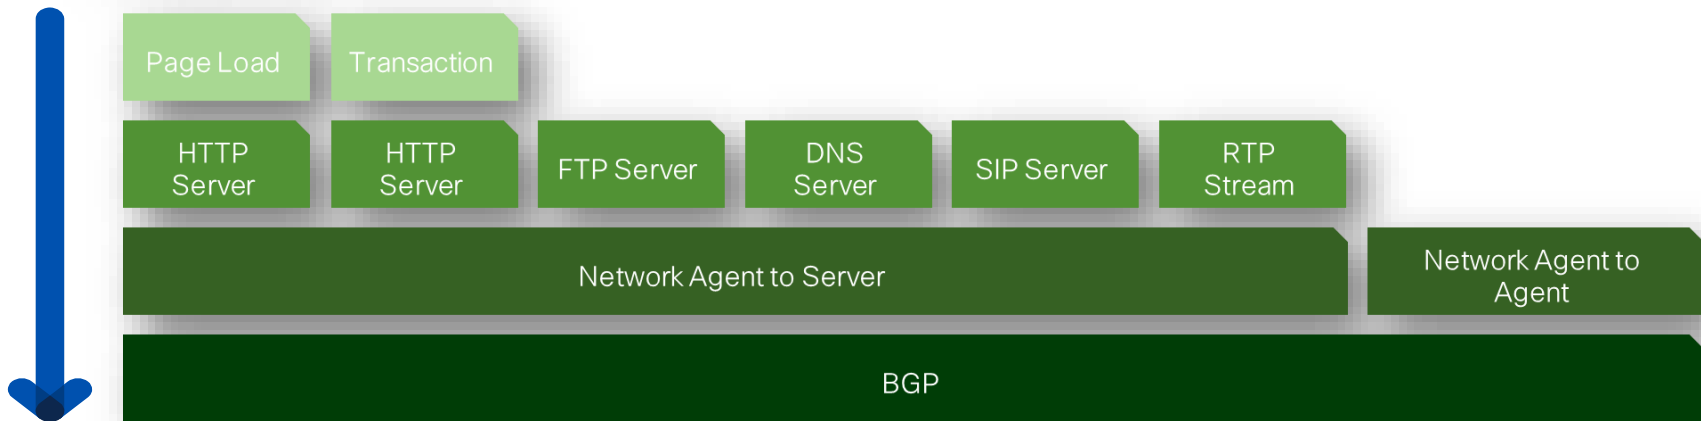 Page Load
Transaction
HTTP
Server
HTTP
Server
FTP Server
DNS
Server
SIP Server
RTP
Stream
Network Agent to Server
Network Agent to
Agent
BGP